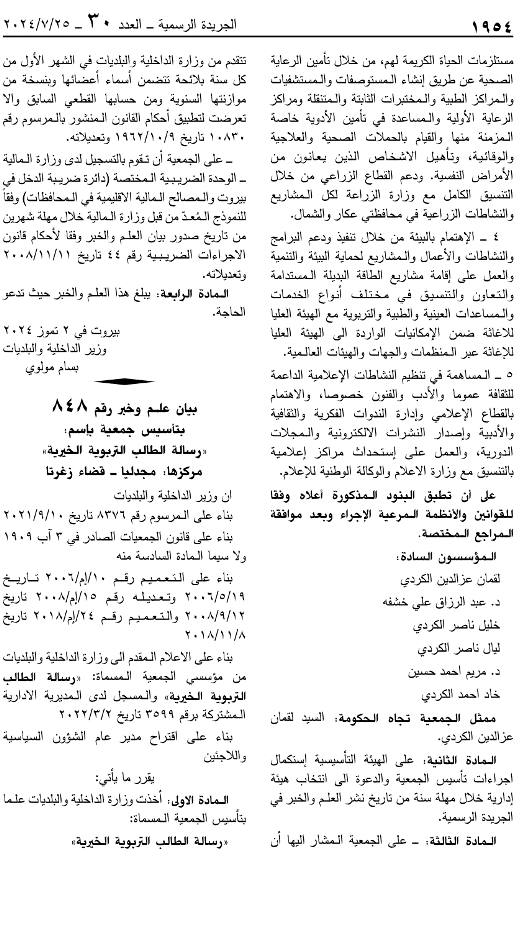 ١٩٥٤
الجريدة الرسمية ــ العدد ٣٠ ــ ٢٠٢٤/٧/٢٥
مستلزمات الحياة الكريمة لهم، من خلال تأمين الرعاية
الصحية عن طريق إنشاء المستوصفات والمستشفيات
والمراكز الطبية والمختبرات الثابتة والمتنقلة ومراكز
الرعاية الأولية والمساعدة في تأمين الأدوية خاصة
المزمنة منها والقيام بالحملات الصحية والعلاجية
والوقائية، وتأهيل الاشخاص الذين يعانون من
الأمراض النفسية. ودعم القطاع الزراعي من خلال
التنسيق الكامل مع وزارة الزراعة لكل المشاريع
والنشاطات الزراعية في محافظتي عكار والشمال.
٤ ــ الإهتمام بالبيئة من خلال تنفيذ ودعم البرامج
والنشاطات والأعمال والمشاريع لحماية البيئة والتنمية
والعمل على إقامة مشاريع الطاقة البديلة المستدامة
والتعاون والتنسيق في مختلف أنواع الخدمات
والمساعدات العينية والطبية والتربوية مع الهيئة العليا
للاغاثة ضمن الإمكانيات الواردة الى الهيئة العليا
للإغاثة عبر المنظمات والجهات والهيئات العالمية.
٥ ــ المساهمة في تنظيم النشاطات الإعلامية الداعمة
للثقافة عموما والأدب والفنون خصوصا، والاهتمام
بالقطاع الإعلامي وإدارة الندوات الفكرية والثقافية
والأدبية وإصدار النشرات الالكترونية والمجلات
الدورية، والعمل على إستحداث مراكز إعلامية
بالتنسيق مع وزارة الاعلام والوكالة الوطنية للإعلام.
على أن تطبق البنود المذكورة أعلاه وفقا
للقوانين والأنظمة المرعية الإجراء وبعد موافقة
المراجع المختصة.
المؤسسون السادة:
لقمان عزالدين الكردي
د. عبد الرزاق علي خشفه
خليل ناصر الكردي
ليال ناصر الكردي
د. مريم احمد حسين
خاد احمد الكردي
ممثل الجمعية تجاه الحكومة: السيد لقمان
عزالدين الكردي.
المادة الثانية: على الهيئة التأسيسية إستكمال
اجراءات تأسيس الجمعية والدعوة الى انتخاب هيئة
إدارية خلال مهلة سنة من تاريخ نشر العلم والخبر في
الجريدة الرسمية.
المادة الثالثة: ــ على الجمعية المشار اليها أن
تتقدم من وزارة الداخلية والبلديات في الشهر الأول من
كل سنة بلائحة تتضمن أسماء أعضائها وبنسخة من
موازنتها السنوية ومن حسابها القطعي السابق والا
تعرضت لتطبيق أحكام القانون المنشور بالمرسوم رقم
١٠٨٣٠ تاريخ ١٩٦٢/١٠/٩ وتعديلاته.
ــ على الجمعية أن تقوم بالتسجيل لدى وزارة المالية
ــ الوحدة الضريبية المختصة (دائرة ضريبة الدخل في
بيروت والمصالح المالية الاقليمية في المحافظات) وفقاً
للنموذج المُعدّ من قبل وزارة المالية خلال مهلة شهرين
من تاريخ صدور بيان العلم والخبر وفقا لأحكام قانون
الاجراءات الضريبية رقم ٤٤ تاريخ ٢٠٠٨/١١/١١
وتعديلاته.
المادة الرابعة: يبلغ هذا العلم والخبر حيث تدعو
الحاجة.
بيروت في ٢ تموز ٢٠٢٤
وزير الداخلية والبلديات
بسام مولوي
بيان علم وخبر رقم ٨٤٨
بتأسيس جمعية بإسم:
«رسالة الطالب التربوية الخيرية»
مركزها: مجدليا ــ قضاء زغرتا
ان وزير الداخلية والبلديات
بناء على المرسوم رقم ٨٣٧٦ تاريخ ٢٠٢١/٩/١٠
بناء على قانون الجمعيات الصادر في ٣ آب ١٩٠٩
ولا سيما المادة السادسة منه
بناء على التعميم رقم ١٠/إم/٢٠٠٦ تاريخ
٢٠٠٦/٥/١٩ وتعديله رقم ١٥/إم/٢٠٠٨ تاريخ
٢٠٠٨/٩/١٢ والتعميم رقم ٢٤/إم/٢٠١٨ تاريخ
٢٠١٨/١١/٨
بناء على الاعلام المقدم الى وزارة الداخلية والبلديات
من مؤسسي الجمعية المسماة: «رسالة الطالب
التربوية الخيرية» والمسجل لدى المديرية الادارية
المشتركة برقم ٣٥٩٩ تاريخ ٢٠٢٢/٣/٢
بناء على اقتراح مدير عام الشؤون السياسية
واللاجئين
يقرر ما يأتي:
المادة الاولى: أخذت وزارة الداخلية والبلديات علما
بتأسيس الجمعية المسماة:
«رسالة الطالب التربوية الخيرية»